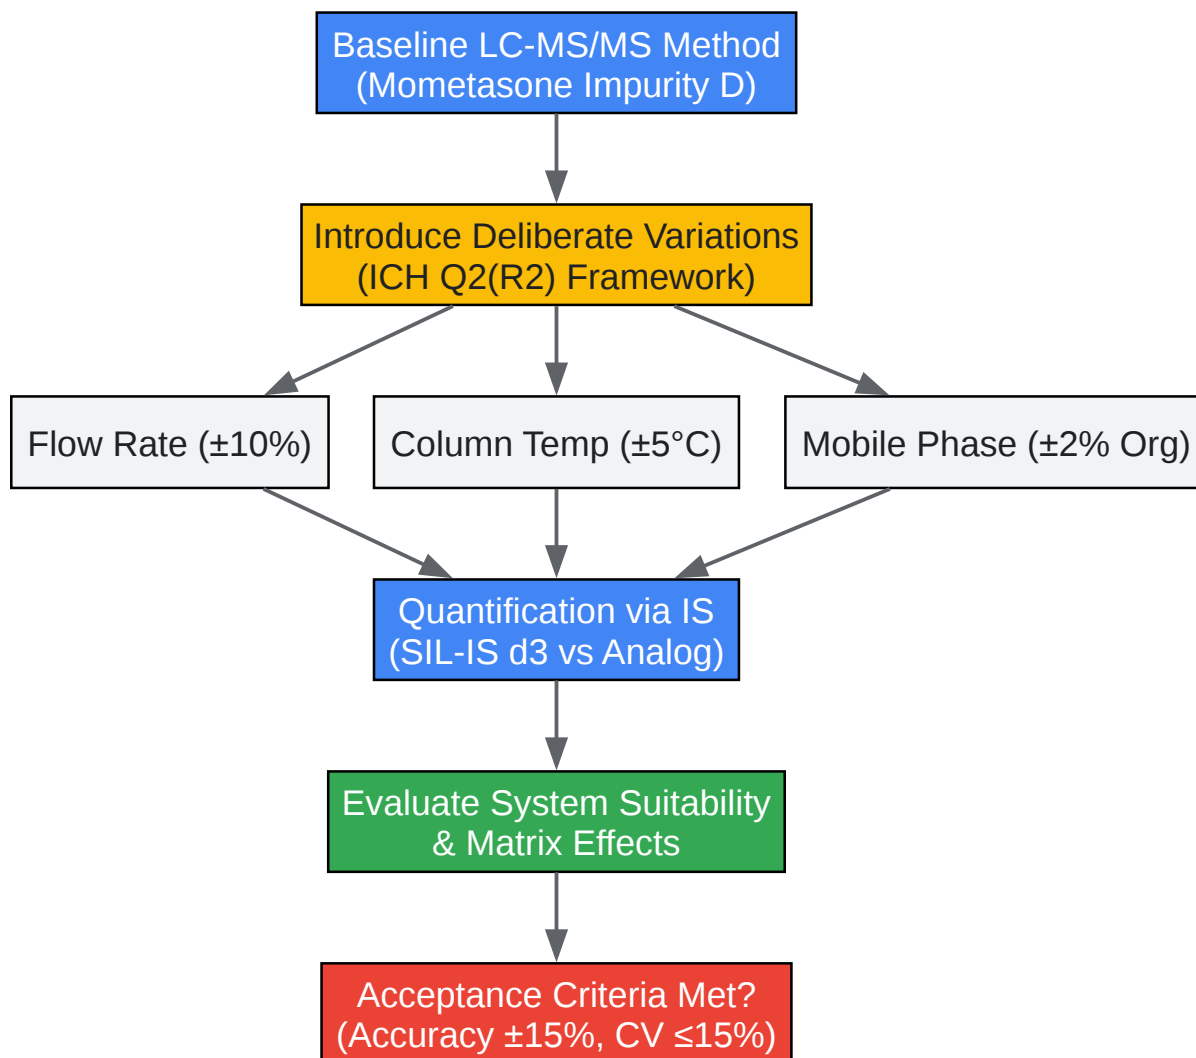 Baseline LC-MS/MS Method
(Mometasone Impurity D)
Introduce Deliberate Variations
(ICH Q2(R2) Framework)
Flow Rate (±10%)
Column Temp (±5°C)
Mobile Phase (±2% Org)
Quantification via IS
(SIL-IS d3 vs Analog)
Evaluate System Suitability
& Matrix Effects
Acceptance Criteria Met?
(Accuracy ±15%, CV ≤15%)